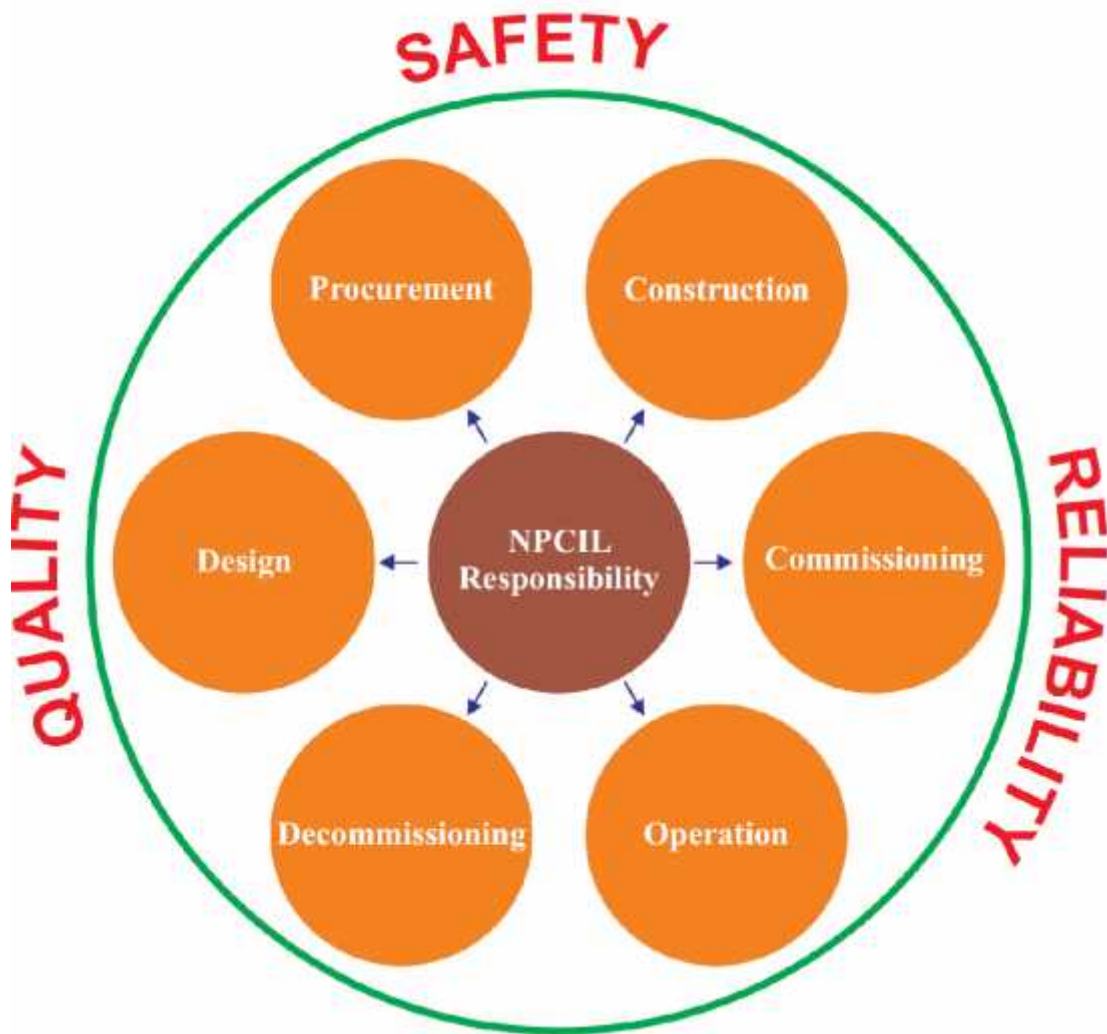 SAFETY
Procurement
Construction
QUALITY
Design
NPCIL
Responsibility
Commissioning
RELIABILITY
Decommissioning
Operation